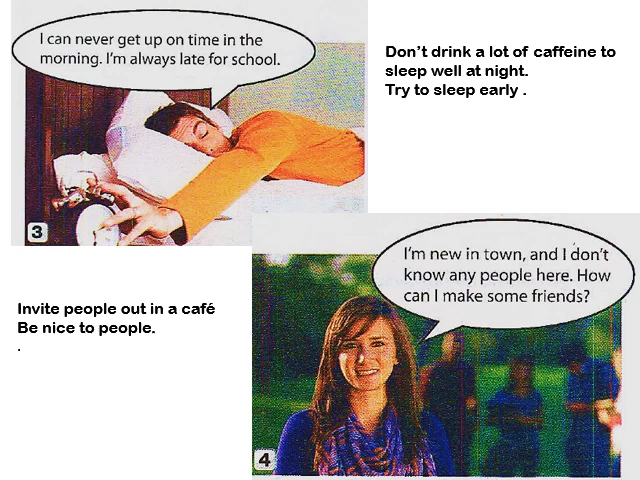 I can never get up on time in the
morning. I'm always late for school.
Don't drink a lot of caffeine to
sleep well at night.
Try to sleep early .
3
I'm new in town, and I don't
know any people here. How
can I make some friends?
Invite people out in a café
Be nice to people.
.
4